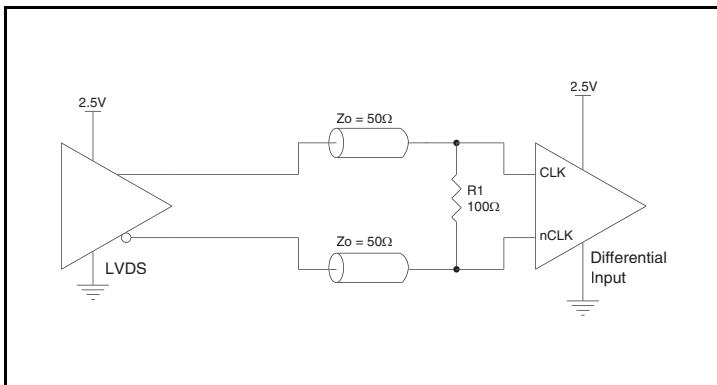 2.5V
LVDS
Zo = 50Ω
Zo = 50Ω
R1
100Ω
2.5V
CLK
nCLK
Differential
Input